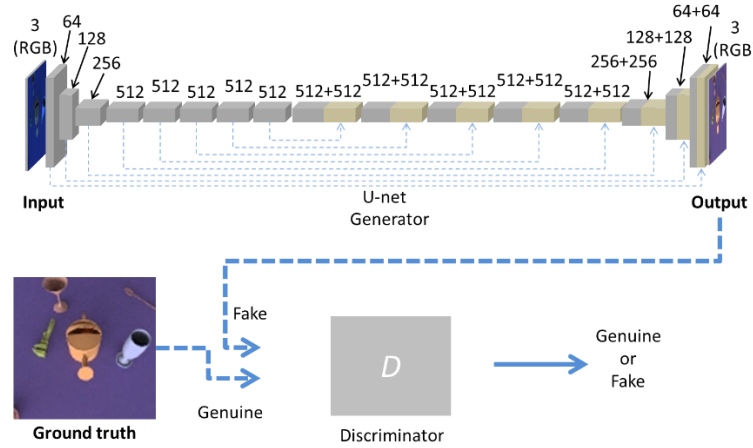 3
(RGB)
64
128
256
512
512
512
512
512
512+512
512+512
512+512
512+512
512+512
256+256
128+128
64+64
3
(RGB
Input
U-net
Generator
Output
Fake
Genuine
D
Genuine
or
Fake
Ground truth
Discriminator